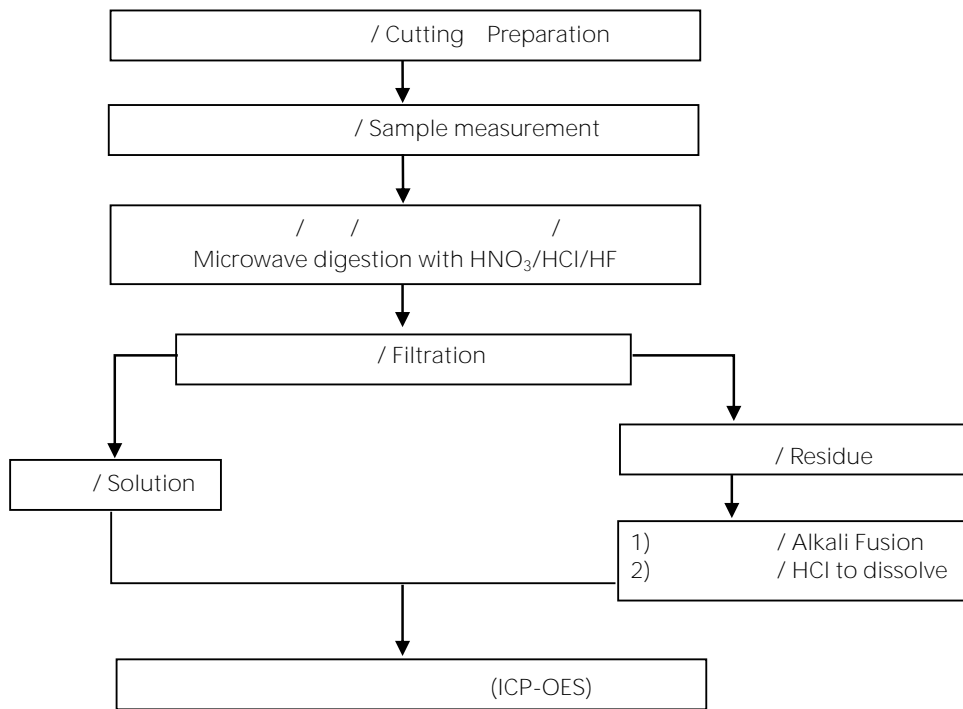 / Cutting Preparation
/ Sample measurement
/ / /
Microwave digestion with HNO₃/HCl/HF
/ Filtration
/ Residue
/ Solution
1) / Alkali Fusion
2) / HCl to dissolve
(ICP-OES)